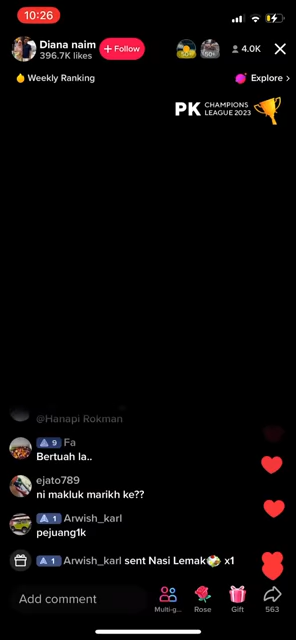 10:26
Diana naim
396.7K likes
+ Follow
50+
50+
4.0K
Weekly Ranking
Explore >
PK CHAMPIONS
LEAGUE 2023
@Hanapi Rokman
9 Fa
Bertuah la..
ejato789
ni makluk marikh ke??
1 Arwish_karl
pejuang1k
1 Arwish_karl sent Nasi Lemak x1
Add comment
Multi-g...
Rose
Gift
563